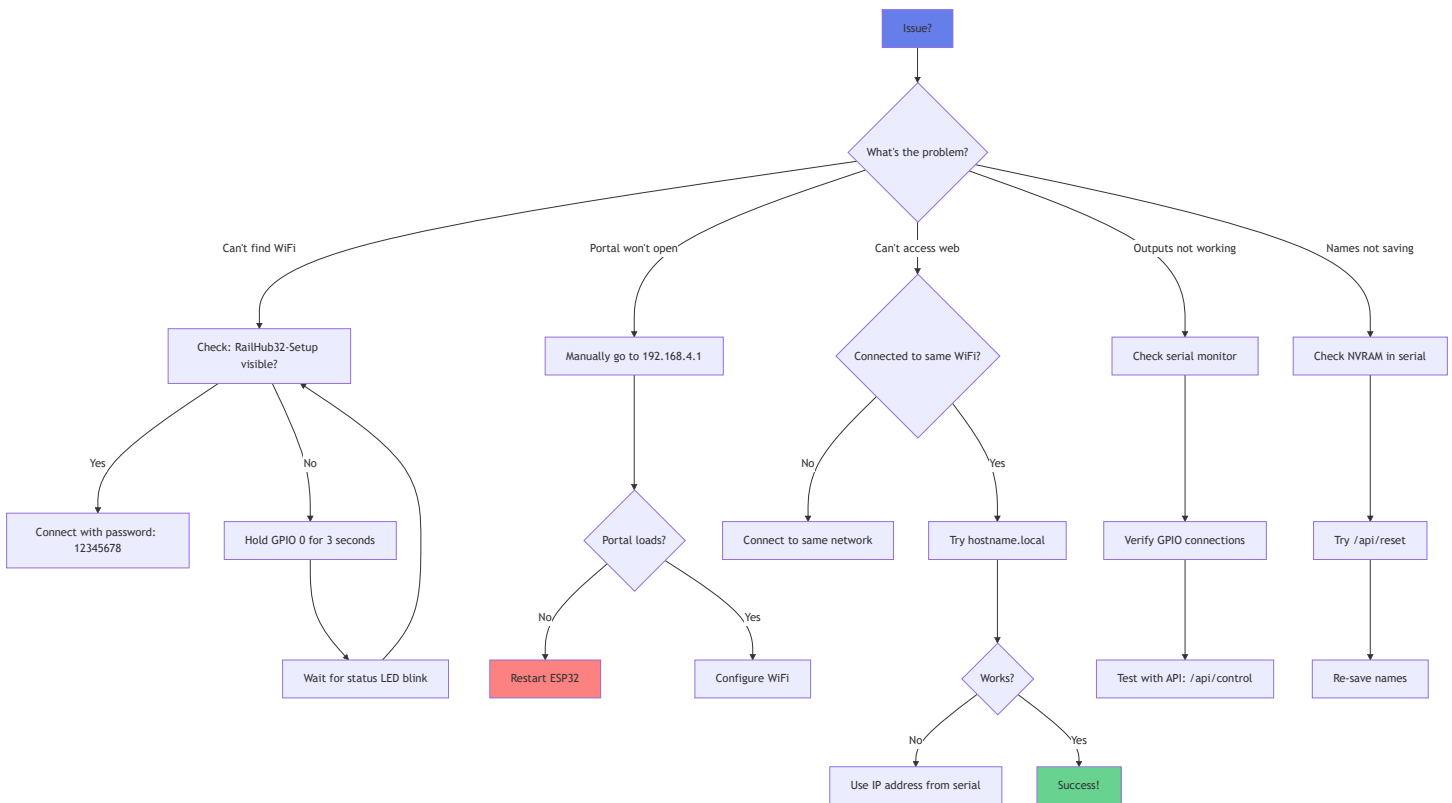 Issue?
What's the problem?
Can't find WiFi
Portal won't open
Can't access web
Outputs not working
Names not saving
Check: RailHub32-Setup
visible?
Manually go to 192.168.4.1
Connected to same WiFi?
Check serial monitor
Check NVRAM in serial
Yes
No
No
Yes
Connect with password:
12345678
Hold GPIO 0 for 3 seconds
Portal loads?
Connect to same network
Try hostname.local
Verify GPIO connections
Try /api/reset
No
Yes
Wait for status LED blink
Restart ESP32
Configure WiFi
Works?
Test with API: /api/control
Re-save names
No
Yes
Use IP address from serial
Success!